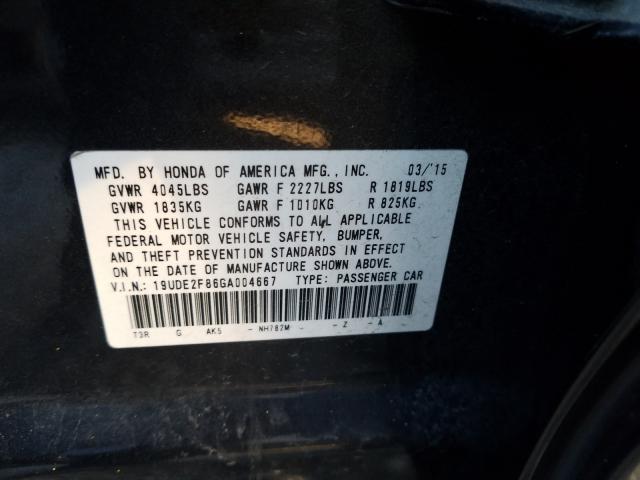 MFD. BY HONDA OF AMERICA MFG., INC. 03/'15
GVWR 4045LBS GAWR F 2227LBS R 1819LBS
GVWR 1835KG GAWR F 1010KG R 825KG
THIS VEHICLE CONFORMS TO ALL APPLICABLE
FEDERAL MOTOR VEHICLE SAFETY, BUMPER,
AND THEFT PREVENTION STANDARDS IN EFFECT
ON THE DATE OF MANUFACTURE SHOWN ABOVE.
V.I.N.: 19UDE2F86GA004667 TYPE: PASSENGER CAR
T3R G AK5 - NH782M - - Z - A